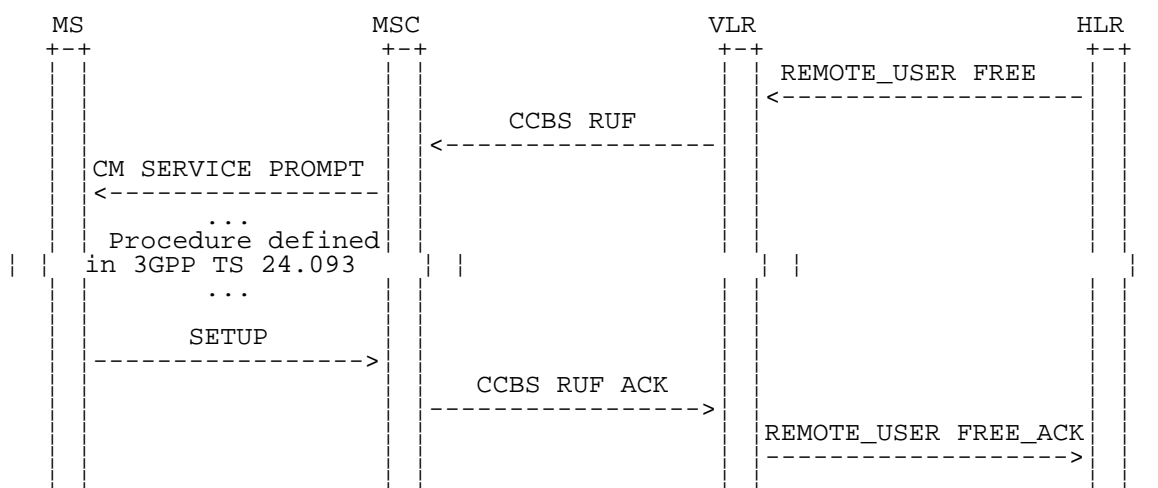 MS MSC VLR HLR
REMOTE_USER FREE
CCBS RUF
CM SERVICE PROMPT
...
Procedure defined
in 3GPP TS 24.093
...
SETUP
CCBS RUF ACK
REMOTE_USER FREE_ACK